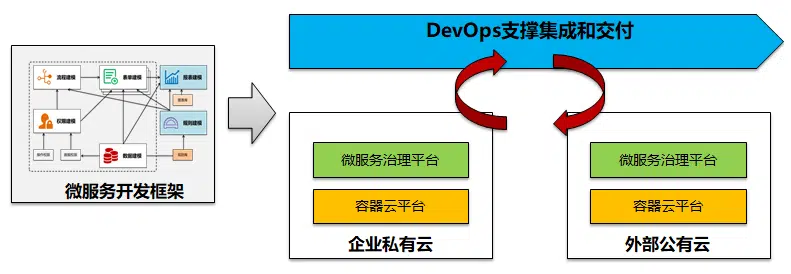 DevOps支撑集成和交付
流程建模
表单建模
报表建模
权限建模
规则建模
数据建模
微服务开发框架
微服务治理平台
容器云平台
企业私有云
微服务治理平台
容器云平台
外部公有云